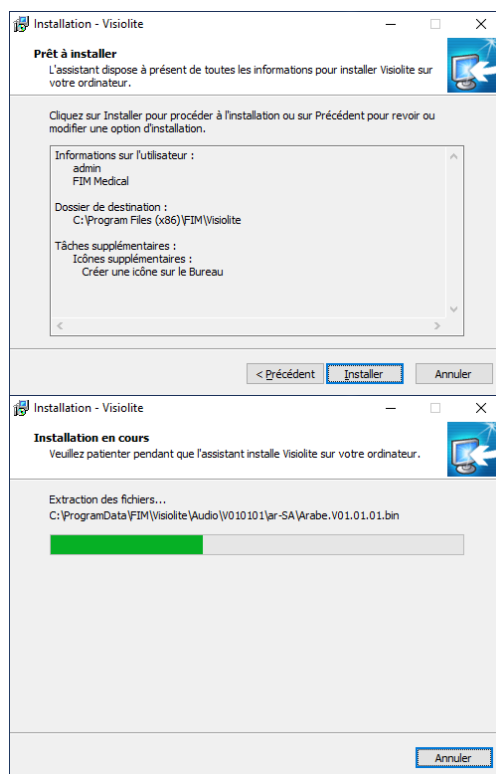 Installation - Visiolite
Prêt à installer
L'assistant dispose à présent de toutes les informations pour installer Visiolite sur
votre ordinateur.
Cliquez sur Installer pour procéder à l'installation ou sur Précédent pour revoir ou
modifier une option d'installation.
Informations sur l'utilisateur :
admin
FIM Medical
Dossier de destination :
C:\Program Files (x86)\FIM\Visiolite
Tâches supplémentaires :
Icônes supplémentaires :
Créer une icône sur le Bureau
< Précédent
Installer
Annuler
Installation - Visiolite
Installation en cours
Veuillez patienter pendant que l'assistant installe Visiolite sur votre ordinateur.
Extraction des fichiers...
C:\ProgramData\FIM\Visiolite\Audio\V010101\ar-SA\Arabe.V01.01.01.bin
Annuler